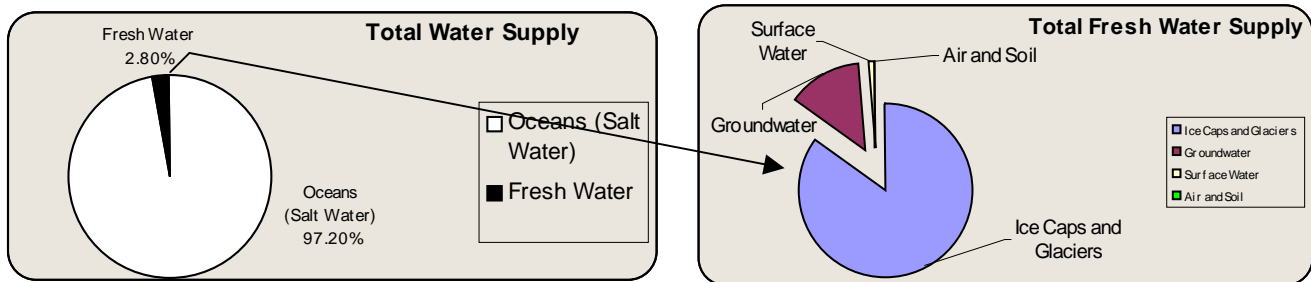 Total Water Supply
Fresh Water
2.80%
Oceans (Salt
Water)
Fresh Water
Oceans
(Salt Water)
97.20%
Total Fresh Water Supply
Surface
Water
Air and Soil
Groundwater
Ice Caps and Glaciers
Groundwater
Surface Water
Air and Soil
Ice Caps and
Glaciers